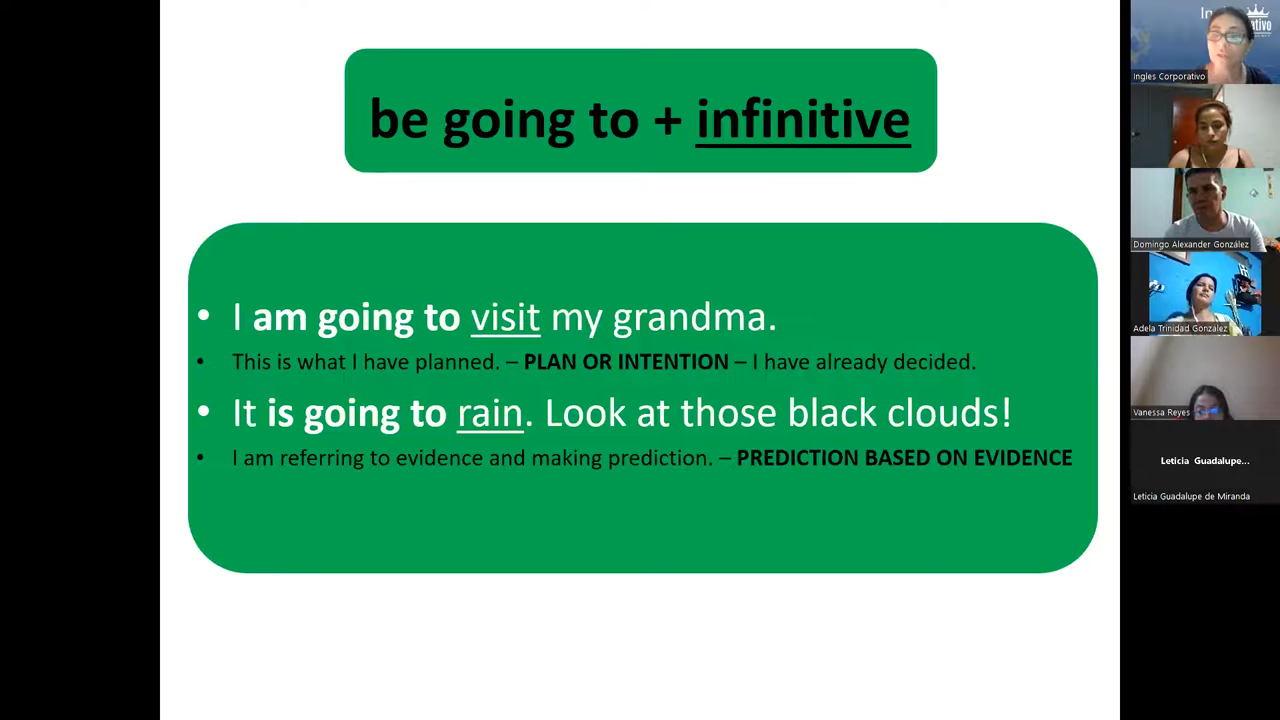 be going to + infinitive
• I am going to visit my grandma.
• This is what I have planned. – PLAN OR INTENTION – I have already decided.
• It is going to rain. Look at those black clouds!
• I am referring to evidence and making prediction. – PREDICTION BASED ON EVIDENCE
Ingles Corporativo
Domingo Alexander González
Adela Trinidad Gonzalez
Vanessa Reyes
Leticia Guadalupe...
Leticia Guadalupe de Miranda